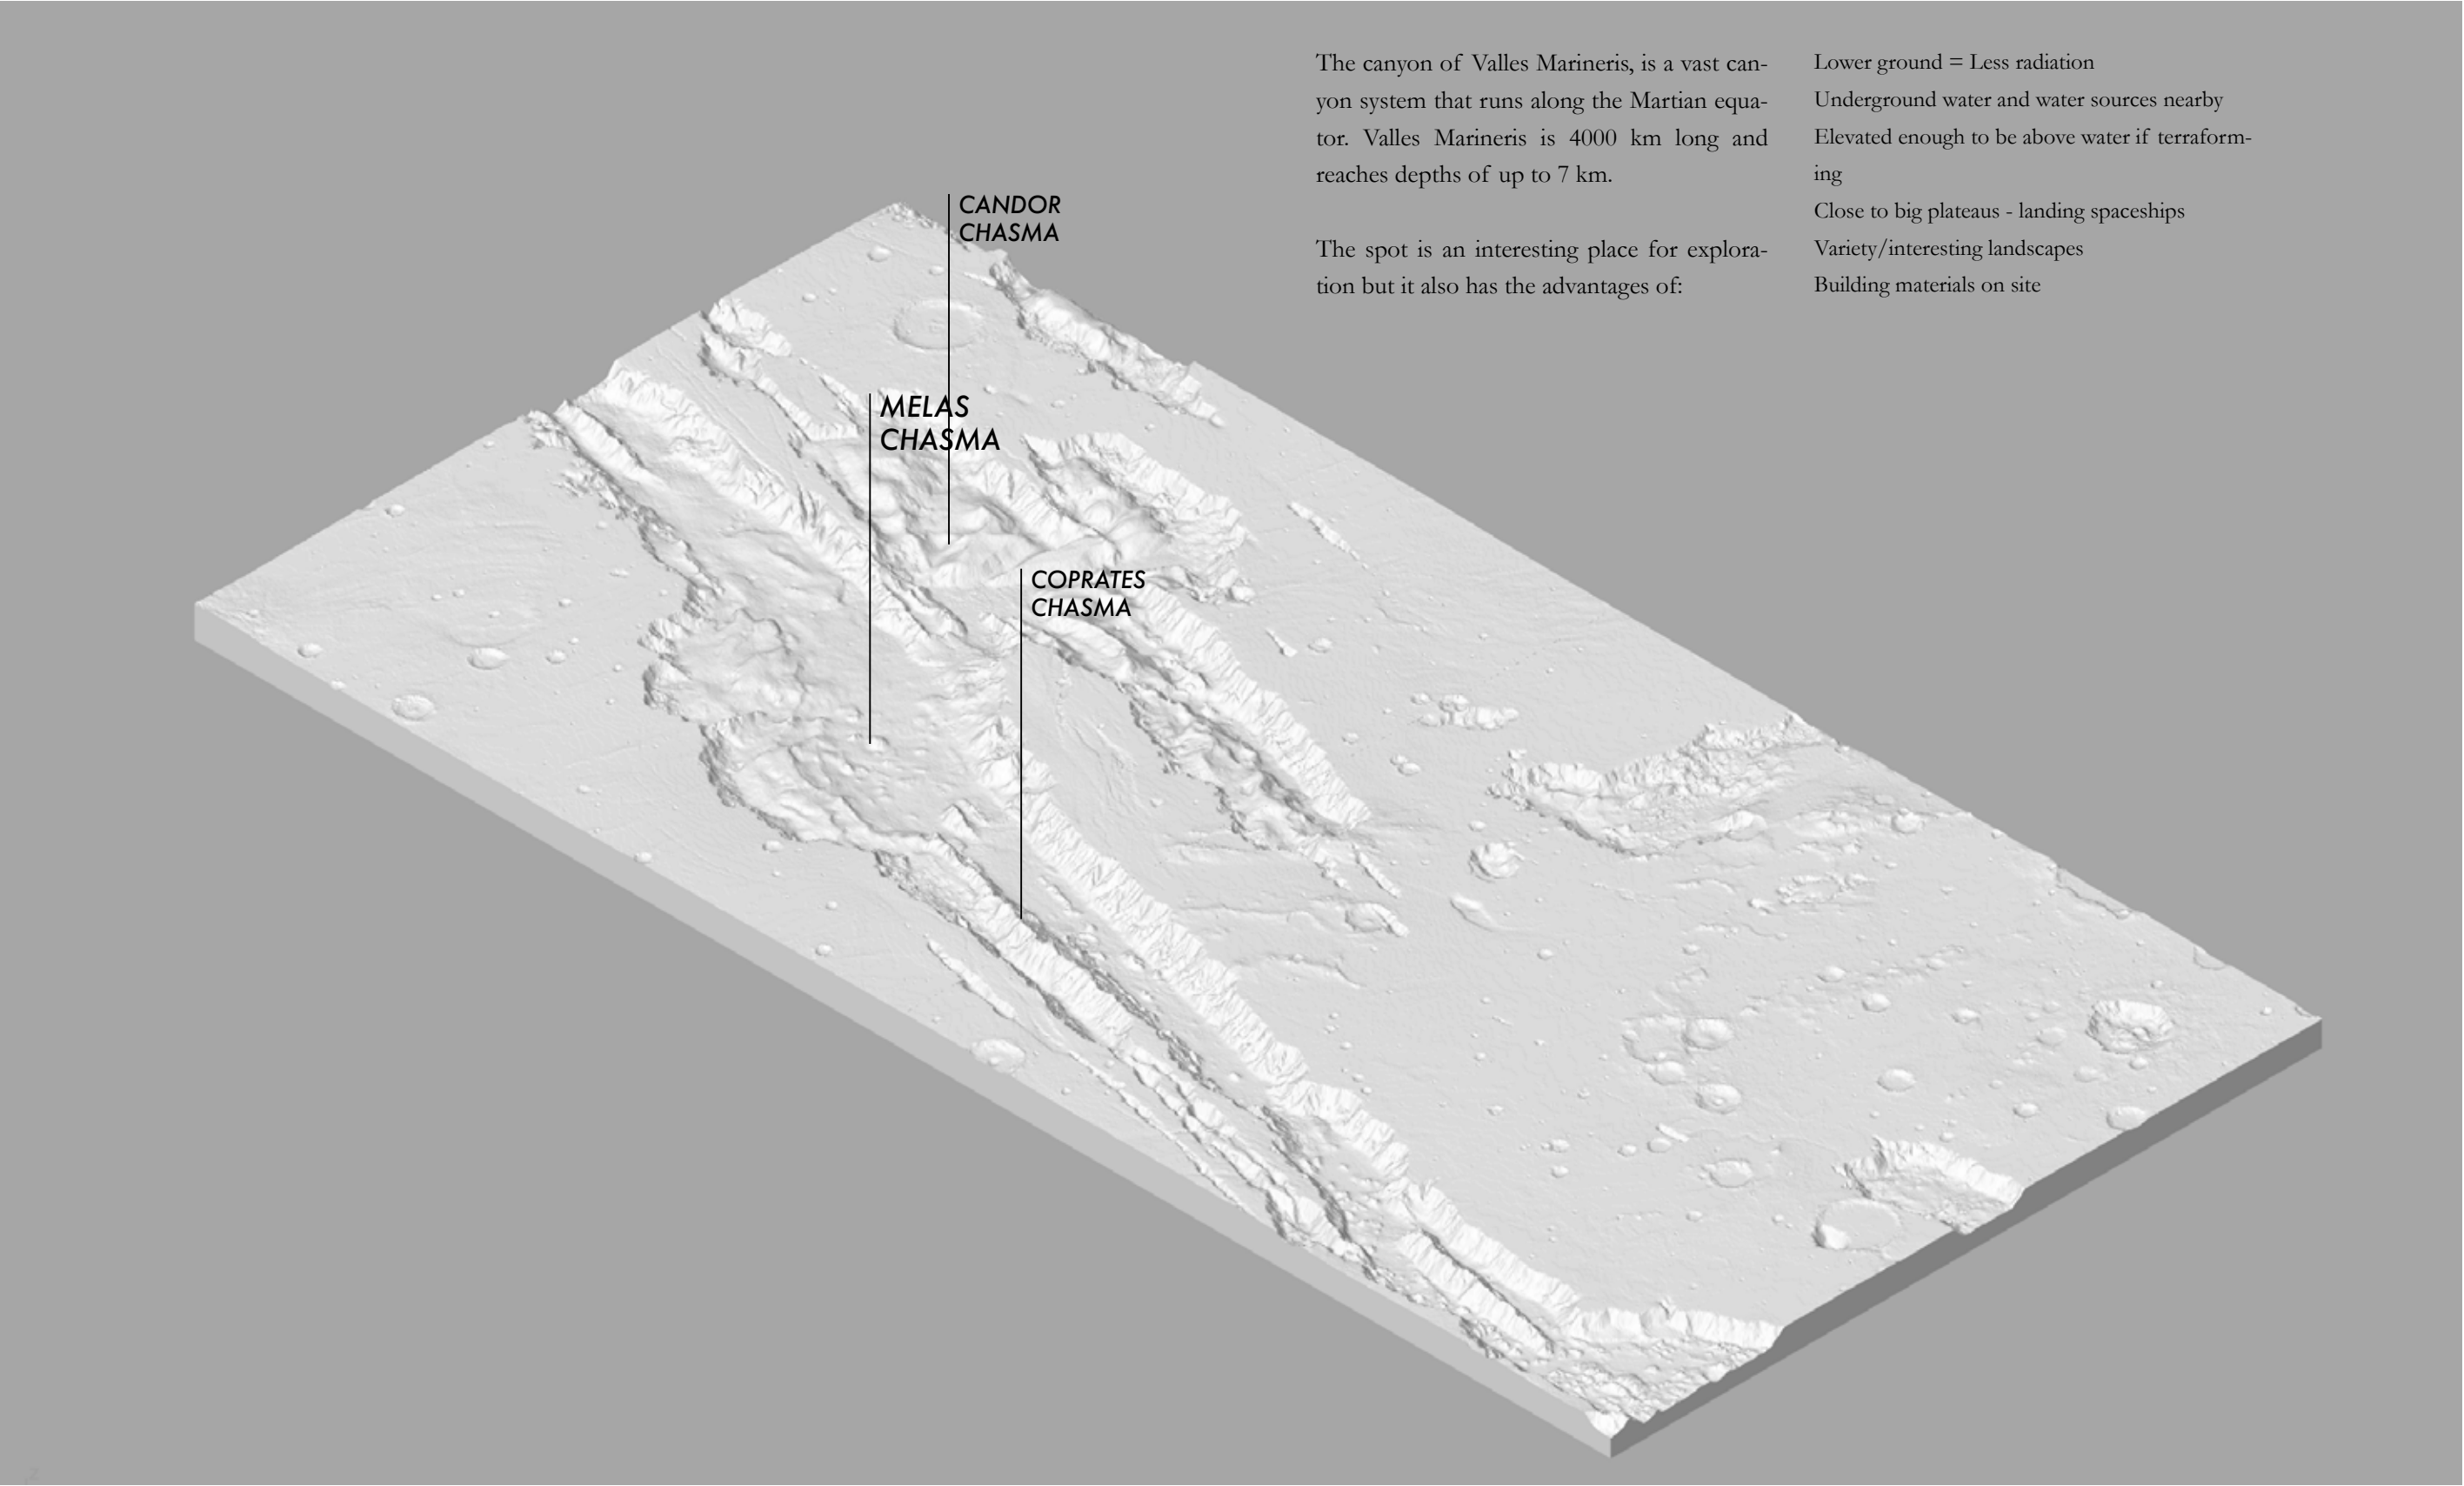 The canyon of Valles Marineris, is a vast can-
yon system that runs along the Martian equa-
tor. Valles Marineris is 4000 km long and
reaches depths of up to 7 km.
The spot is an interesting place for explora-
tion but it also has the advantages of:
Lower ground = Less radiation
Underground water and water sources nearby
Elevated enough to be above water if terraform-
ing
Close to big plateaus - landing spaceships
Variety/interesting landscapes
Building materials on site
CANDOR
CHASMA
MELAS
CHASMA
COPRATES
CHASMA